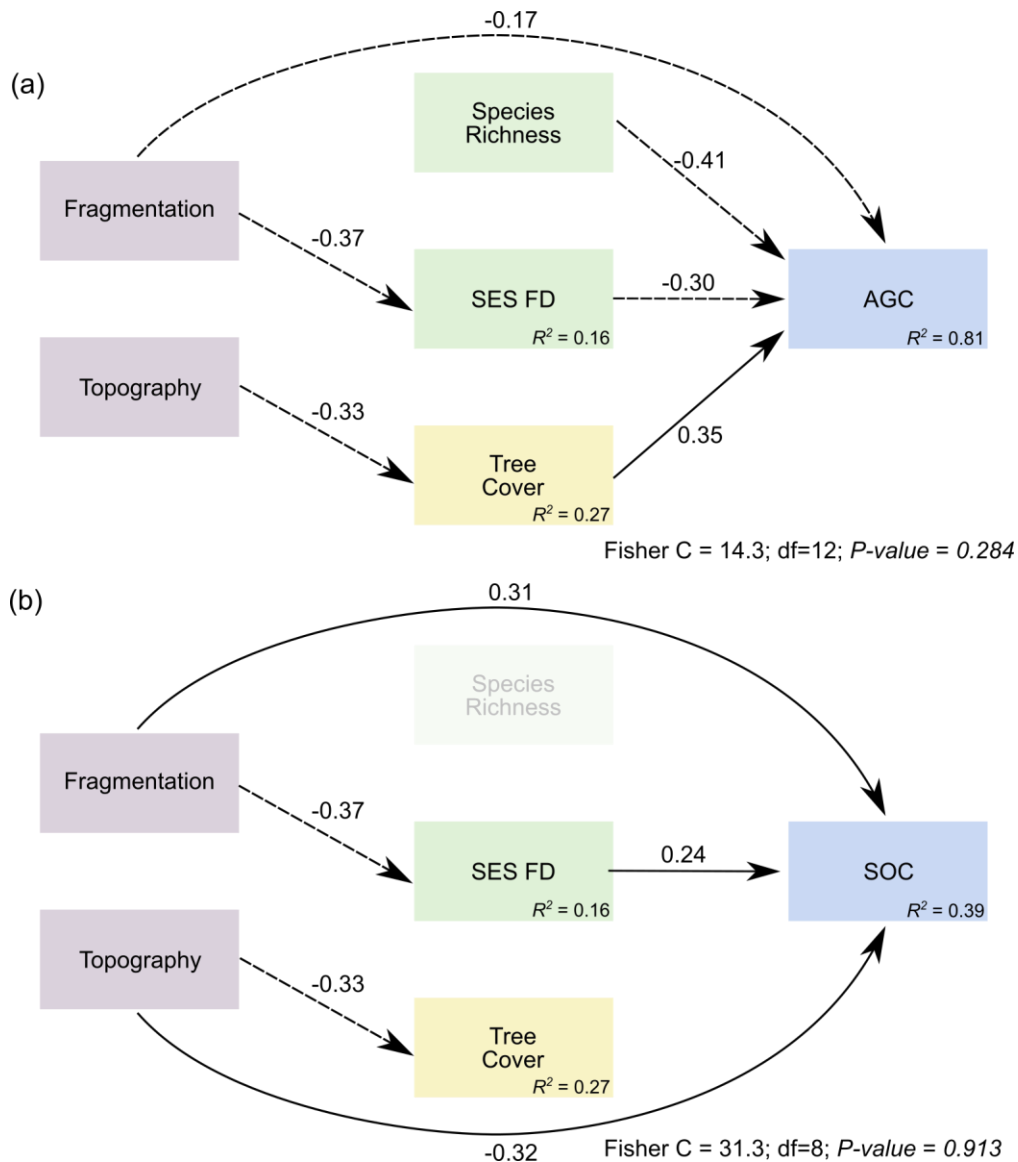 -0.17
(a)
Species
Richness
-0.41
Fragmentation
-0.37
SES FD
R² = 0.16
-0.30
AGC
R² = 0.81
Topography
-0.33
Tree
Cover
R² = 0.27
0.35
Fisher C = 14.3; df=12; P-value = 0.284
(b)
0.31
Species
Richness
Fragmentation
-0.37
SES FD
R² = 0.16
0.24
SOC
R² = 0.39
Topography
-0.33
Tree
Cover
R² = 0.27
-0.32
Fisher C = 31.3; df=8; P-value = 0.913